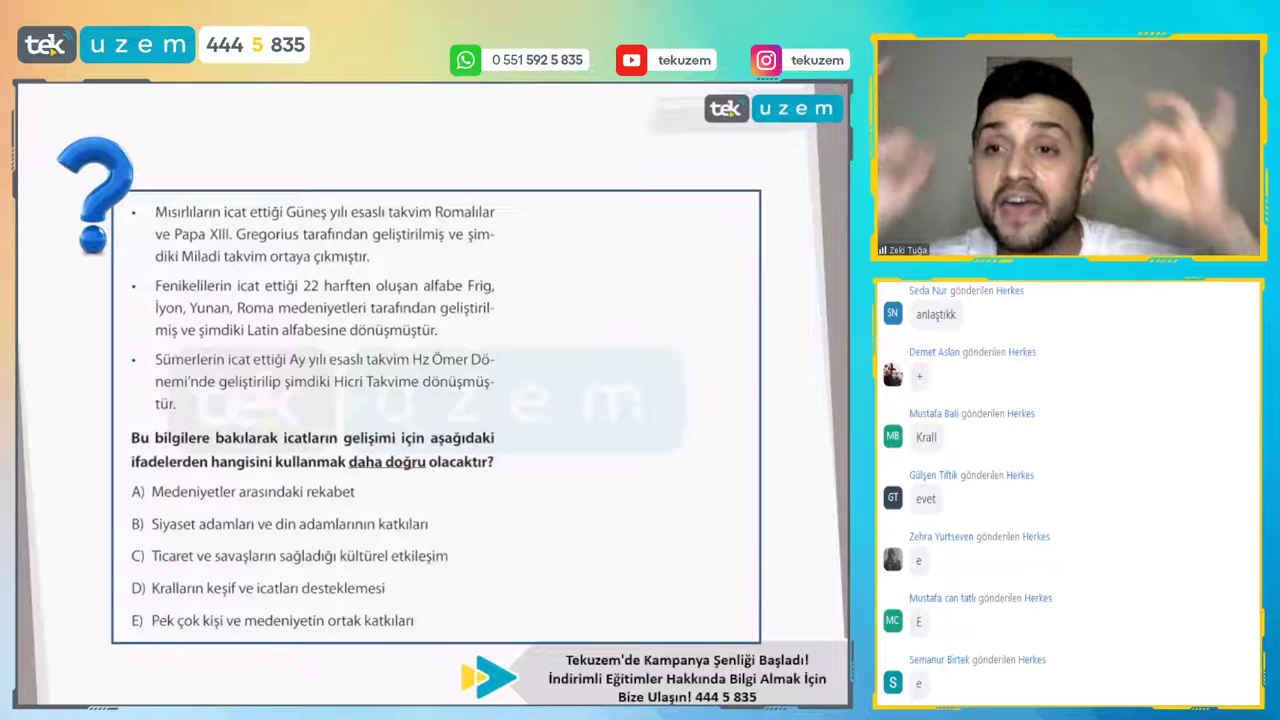 tek uzem 444 5 835
0 551 592 5 835
tekuzem
tekuzem
tek uzem
• Mısırlıların icat ettiği Güneş yılı esaslı takvim Romalılar
ve Papa XIII. Gregorius tarafından geliştirilmiş ve şim-
diki Miladi takvim ortaya çıkmıştır.
• Fenikelilerin icat ettiği 22 harften oluşan alfabe Frig,
İyon, Yunan, Roma medeniyetleri tarafından geliştiril-
miş ve şimdiki Latin alfabesine dönüşmüştür.
• Sümerlerin icat ettiği Ay yılı esaslı takvim Hz Ömer Dö-
nemi'nde geliştirilip şimdiki Hicri Takvime dönüşmüş-
tür.
tek uzem
Bu bilgilere bakılarak icatların gelişimi için aşağıdaki
ifadelerden hangisini kullanmak daha doğru olacaktır?
A) Medeniyetler arasındaki rekabet
B) Siyaset adamları ve din adamlarının katkıları
C) Ticaret ve savaşların sağladığı kültürel etkileşim
D) Kralların keşif ve icatları desteklemesi
E) Pek çok kişi ve medeniyetin ortak katkıları
Tekuzem'de Kampanya Şenliği Başladı!
İndirimli Eğitimler Hakkında Bilgi Almak İçin
Bize Ulaşın! 444 5 835
Zeki Tuğa
Seda Nur gönderilen Herkes
SN anlaştıkk
Demet Aslan gönderilen Herkes
+
Mustafa Bali gönderilen Herkes
MB Krall
Gülşen Tiftik gönderilen Herkes
GT evet
Zehra Yurtseven gönderilen Herkes
e
Mustafa can tatlı gönderilen Herkes
MC E
Semanur Birtek gönderilen Herkes
S e